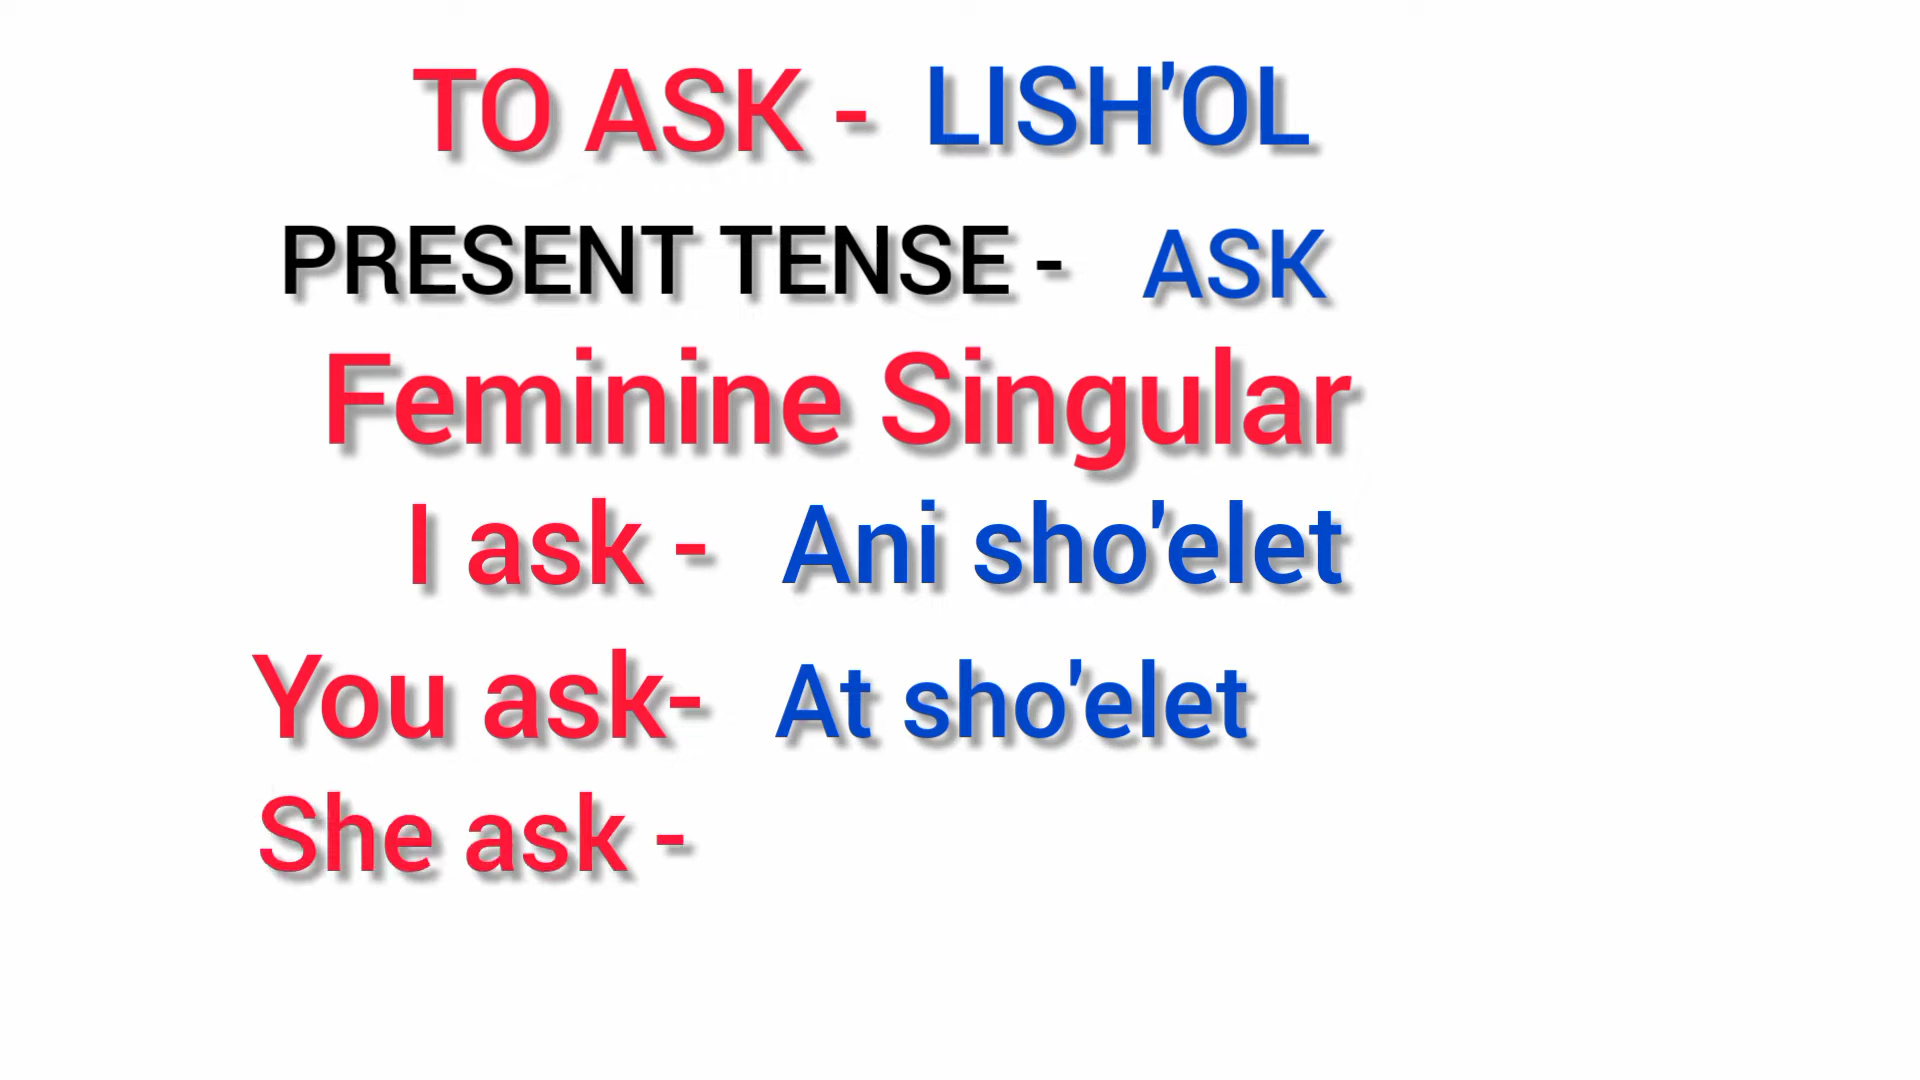 TO ASK - LISH'OL
PRESENT TENSE - ASK
Feminine Singular
I ask - Ani sho'elet
You ask- At sho'elet
She ask -